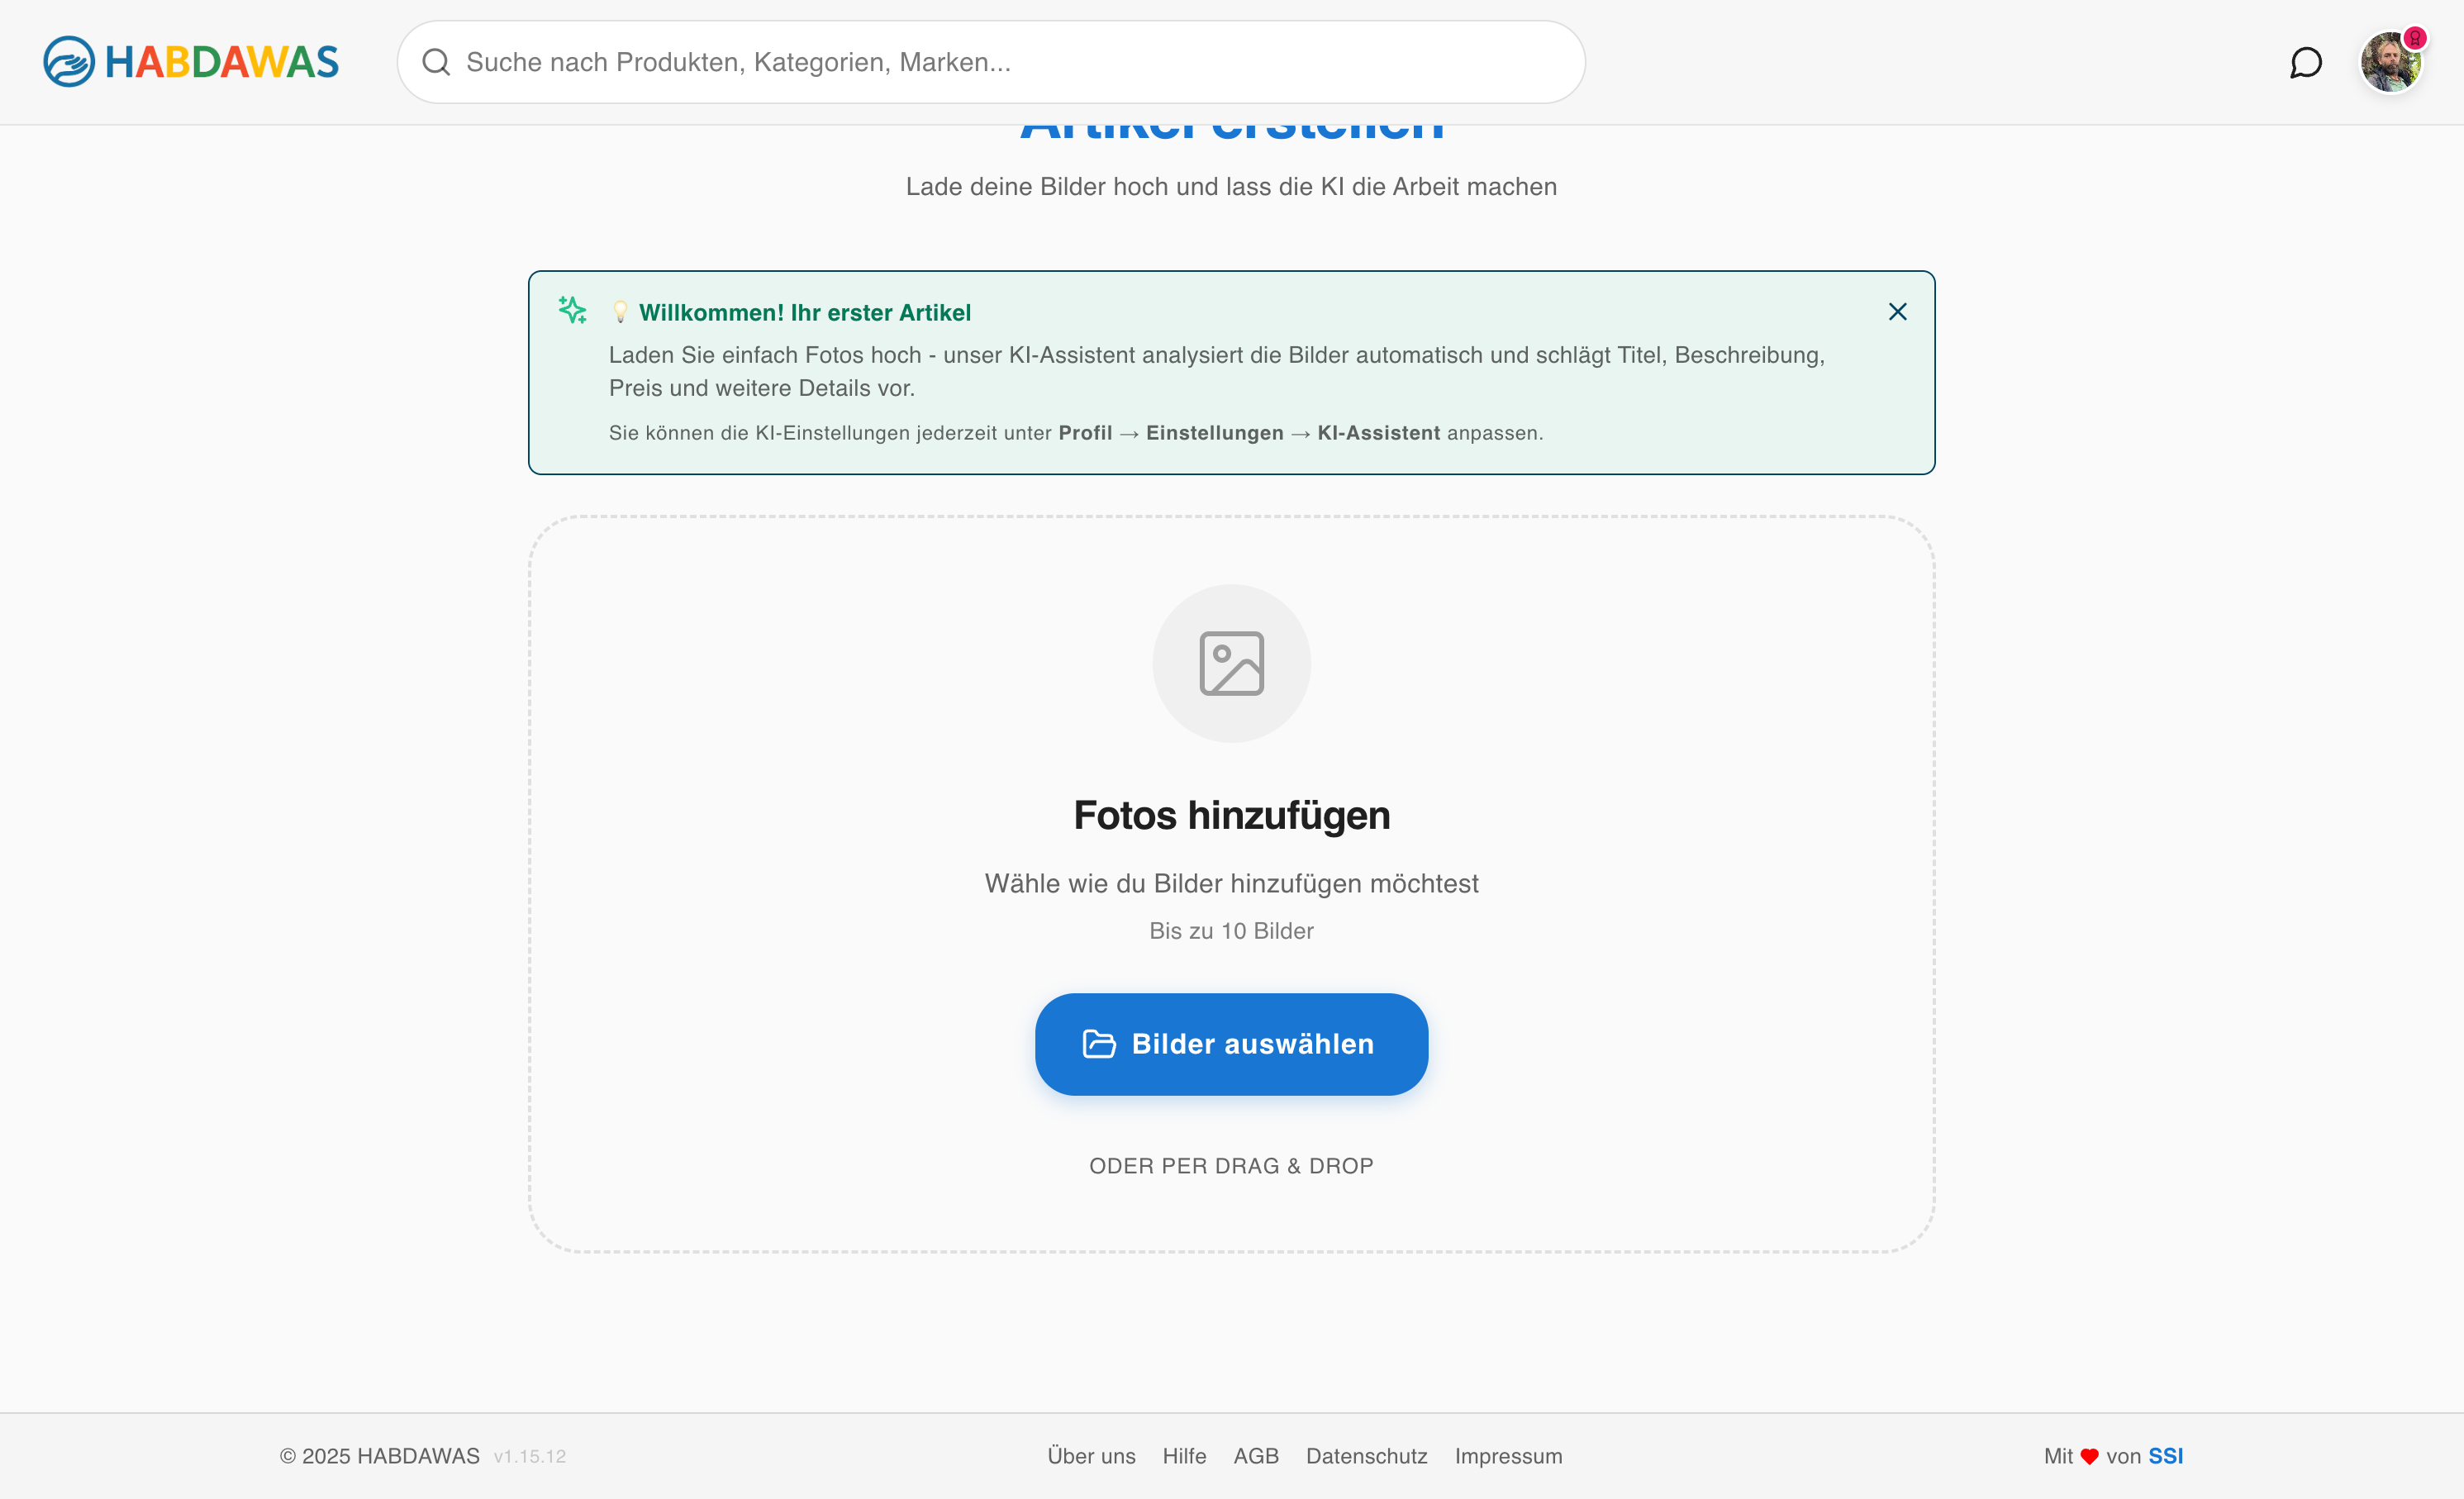 HABDAWAS
Suche nach Produkten, Kategorien, Marken...
Artikel erstellen
Lade deine Bilder hoch und lass die KI die Arbeit machen
💡 Willkommen! Ihr erster Artikel
Laden Sie einfach Fotos hoch - unser KI-Assistent analysiert die Bilder automatisch und schlägt Titel, Beschreibung,
Preis und weitere Details vor.
Sie können die KI-Einstellungen jederzeit unter Profil → Einstellungen → KI-Assistent anpassen.
Fotos hinzufügen
Wähle wie du Bilder hinzufügen möchtest
Bis zu 10 Bilder
Bilder auswählen
ODER PER DRAG & DROP
© 2025 HABDAWAS v1.15.12
Über uns Hilfe AGB Datenschutz Impressum
Mit ❤️ von SSI